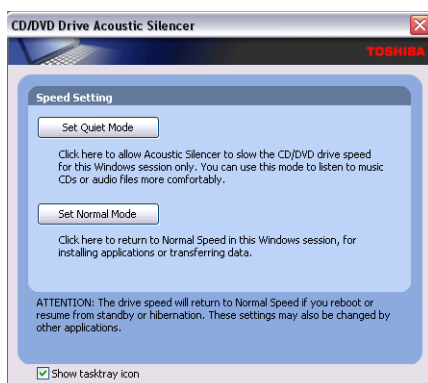 CD/DVD Drive Acoustic Silencer
TOSHIBA
Speed Setting
Set Quiet Mode
Click here to allow Acoustic Silencer to slow the CD/DVD drive speed
for this Windows session only. You can use this mode to listen to music
CDs or audio files more comfortably.
Set Normal Mode
Click here to return to Normal Speed in this Windows session, for
installing applications or transferring data.
ATTENTION: The drive speed will return to Normal Speed if you reboot or
resume from standby or hibernation. These settings may also be changed by
other applications.
Show tasktray icon